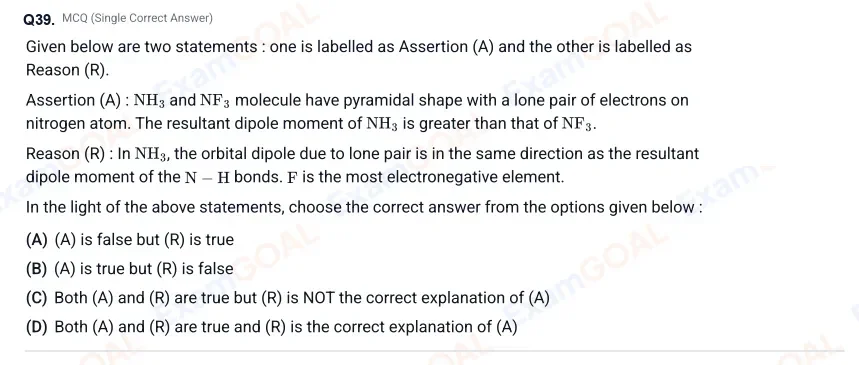 Q39. MCQ (Single Correct Answer)
Given below are two statements : one is labelled as Assertion (A) and the other is labelled as
Reason (R).
Assertion (A) : NH₃ and NF₃ molecule have pyramidal shape with a lone pair of electrons on
nitrogen atom. The resultant dipole moment of NH₃ is greater than that of NF₃.
Reason (R) : In NH₃, the orbital dipole due to lone pair is in the same direction as the resultant
dipole moment of the N − H bonds. F is the most electronegative element.
In the light of the above statements, choose the correct answer from the options given below :
(A) (A) is false but (R) is true
(B) (A) is true but (R) is false
(C) Both (A) and (R) are true but (R) is NOT the correct explanation of (A)
(D) Both (A) and (R) are true and (R) is the correct explanation of (A)